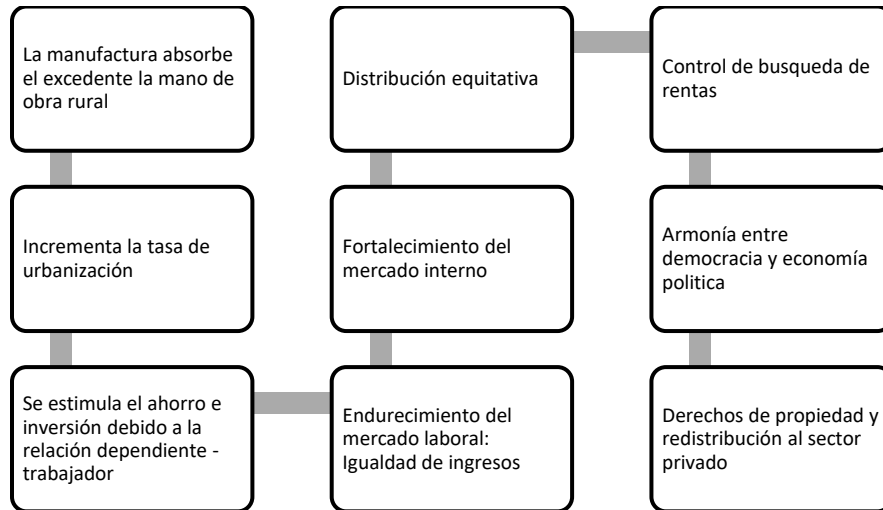 La manufactura absorbe
el excedente la mano de
obra rural
Incrementa la tasa de
urbanización
Se estimula el ahorro e
inversión debido a la
relación dependiente -
trabajador
Endurecimiento del
mercado laboral:
Igualdad de ingresos
Fortalecimiento del
mercado interno
Distribución equitativa
Control de busqueda de
rentas
Armonía entre
democracia y economía
politica
Derechos de propiedad y
redistribución al sector
privado